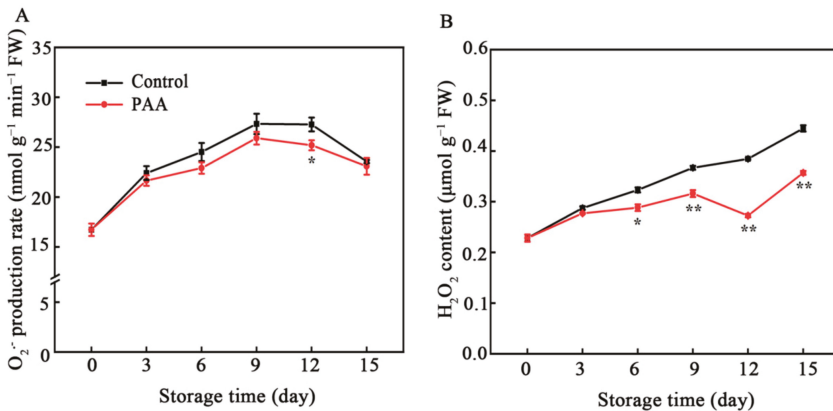 A
O₂·⁻ production rate (nmol g⁻¹ min⁻¹ FW)
35
30
25
20
15
5
0
Control
PAA
*
0 3 6 9 12 15
Storage time (day)
B
H₂O₂ content (μmol g⁻¹ FW)
0.6
0.5
0.4
0.3
0.2
0.1
0.0
* ** ** **
0 3 6 9 12 15
Storage time (day)